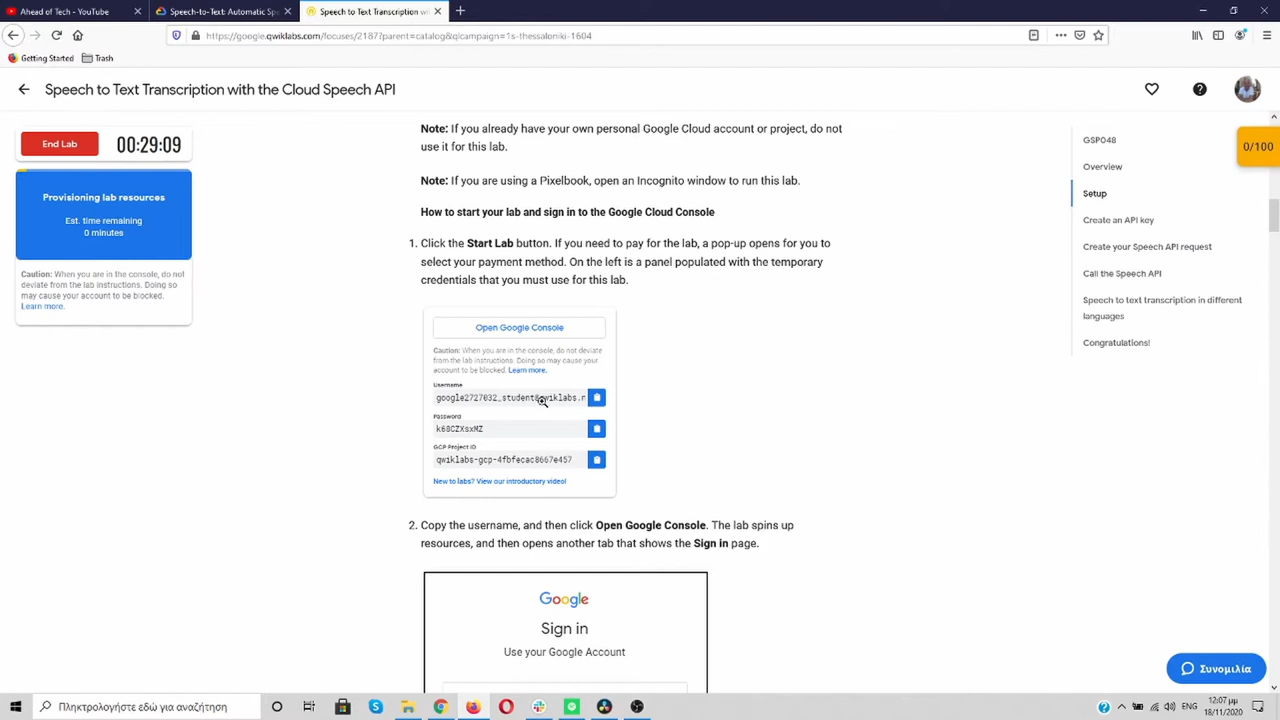 Ahead of Tech - YouTube
Speech-to-Text: Automatic Spe
Speech to Text Transcription wi
https://google.qwiklabs.com/focuses/2187?parent=catalog&qlcampaign=1s-thessaloniki-1604
Getting Started
Trash
Speech to Text Transcription with the Cloud Speech API
End Lab
00:29:09
Provisioning lab resources
Est. time remaining
0 minutes
Caution: When you are in the console, do not
deviate from the lab instructions. Doing so
may cause your account to be blocked.
Learn more.
Note: If you already have your own personal Google Cloud account or project, do not
use it for this lab.
Note: If you are using a Pixelbook, open an Incognito window to run this lab.
How to start your lab and sign in to the Google Cloud Console
1. Click the Start Lab button. If you need to pay for the lab, a pop-up opens for you to
select your payment method. On the left is a panel populated with the temporary
credentials that you must use for this lab.
Open Google Console
Caution: When you are in the console, do not deviate
from the lab instructions. Doing so may cause your
account to be blocked. Learn more.
Username
google2727032_student@qwiklabs.n
Password
k68CZXsxMZ
GCP Project ID
qwiklabs-gcp-4fbfecac8667e457
New to labs? View our introductory video!
2. Copy the username, and then click Open Google Console. The lab spins up
resources, and then opens another tab that shows the Sign in page.
Google
Sign in
Use your Google Account
GSP048
0/100
Overview
Setup
Create an API key
Create your Speech API request
Call the Speech API
Speech to text transcription in different
languages
Congratulations!
Συνομιλία
Πληκτρολογήστε εδώ για αναζήτηση
ENG
12:07 μμ
18/11/2020